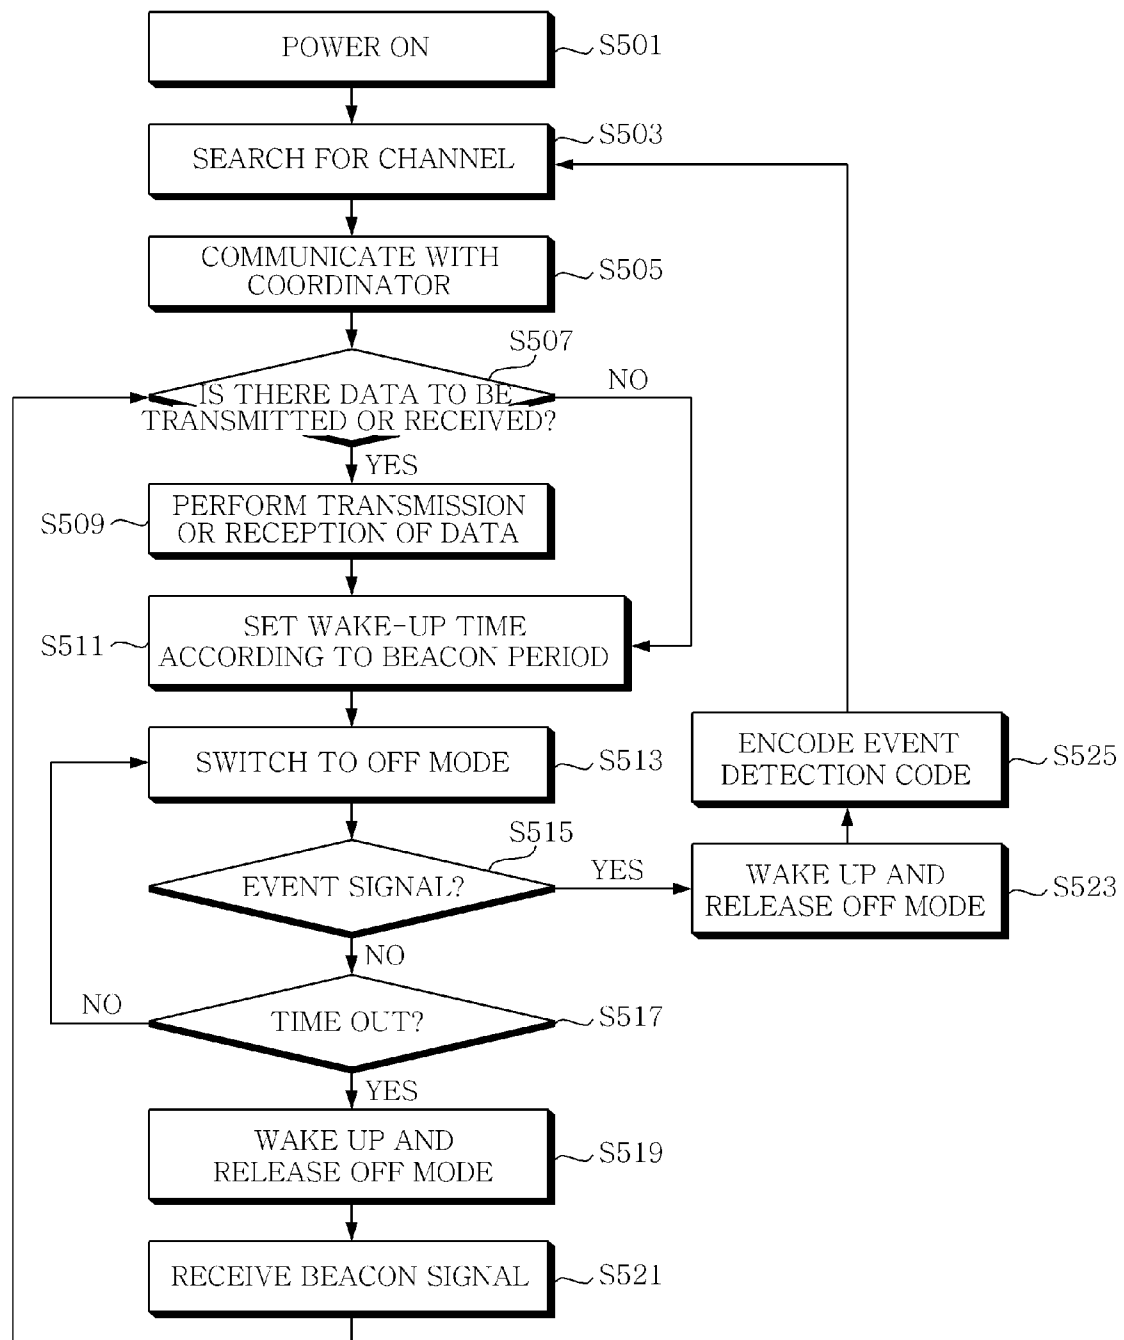 POWER ON
S501
SEARCH FOR CHANNEL
S503
COMMUNICATE WITH
COORDINATOR
S505
S507
IS THERE DATA TO BE
TRANSMITTED OR RECEIVED?
NO
YES
S509
PERFORM TRANSMISSION
OR RECEPTION OF DATA
S511
SET WAKE-UP TIME
ACCORDING TO BEACON PERIOD
SWITCH TO OFF MODE
S513
ENCODE EVENT
DETECTION CODE
S525
S515
EVENT SIGNAL?
YES
WAKE UP AND
RELEASE OFF MODE
S523
NO
NO
TIME OUT?
S517
YES
WAKE UP AND
RELEASE OFF MODE
S519
RECEIVE BEACON SIGNAL
S521